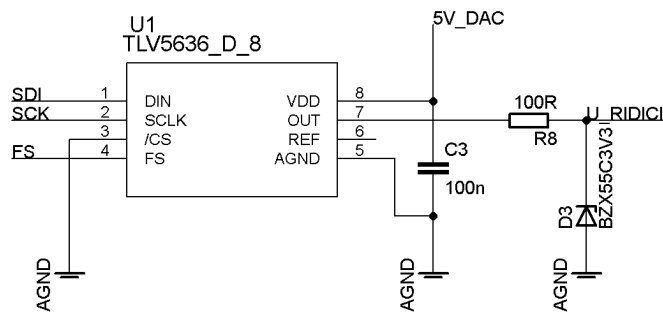 U1
TLV5636_D_8
5V_DAC
SDI 1 DIN VDD 8
SCK 2 SCLK OUT 7 100R U_RIDICI
3 /CS REF 6 R8
FS 4 FS AGND 5 C3
100n
D3 BZX55C3V3
AGND AGND AGND